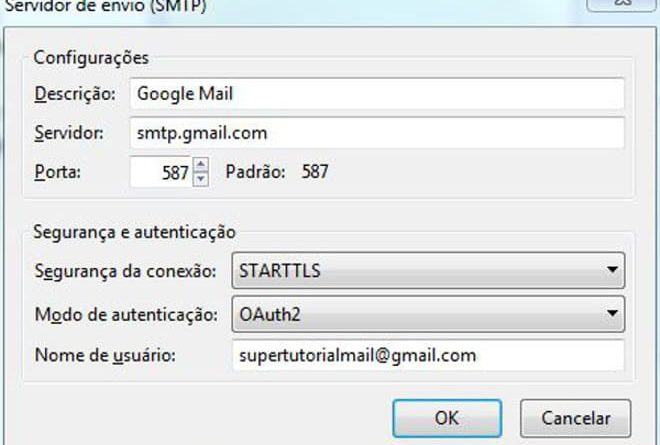 Servidor de envio (SMTP)
Configurações
Descrição: Google Mail
Servidor: smtp.gmail.com
Porta: 587 Padrão: 587
Segurança e autenticação
Segurança da conexão: STARTTLS
Modo de autenticação: OAuth2
Nome de usuário: supertutorialmail@gmail.com
OK Cancelar